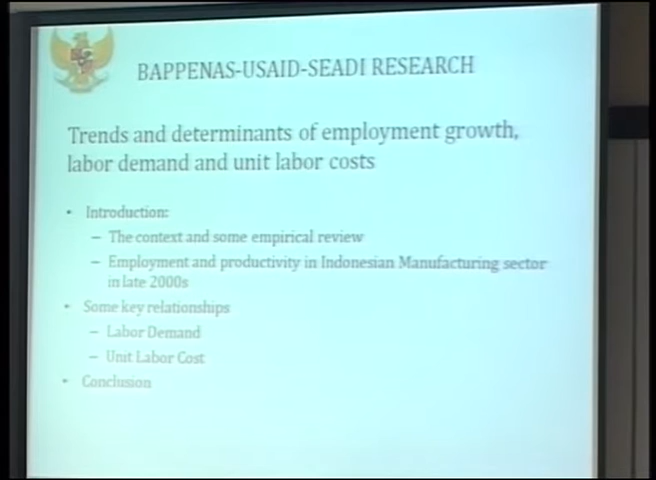 BAPPENAS-USAID-SEADI RESEARCH
Trends and determinants of employment growth,
labor demand and unit labor costs
• Introduction:
– The context and some empirical review
– Employment and productivity in Indonesian Manufacturing sector
in late 2000s
• Some key relationships
– Labor Demand
– Unit Labor Cost
• Conclusion